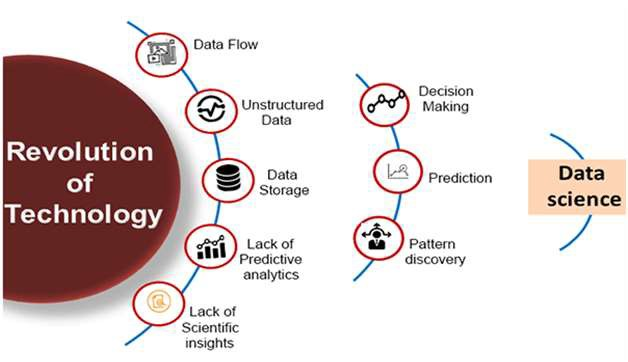 Revolution
of
Technology
Data Flow
Unstructured
Data
Data
Storage
Lack of
Predictive
analytics
Lack of
Scientific
insights
Decision
Making
Prediction
Pattern
discovery
Data
science